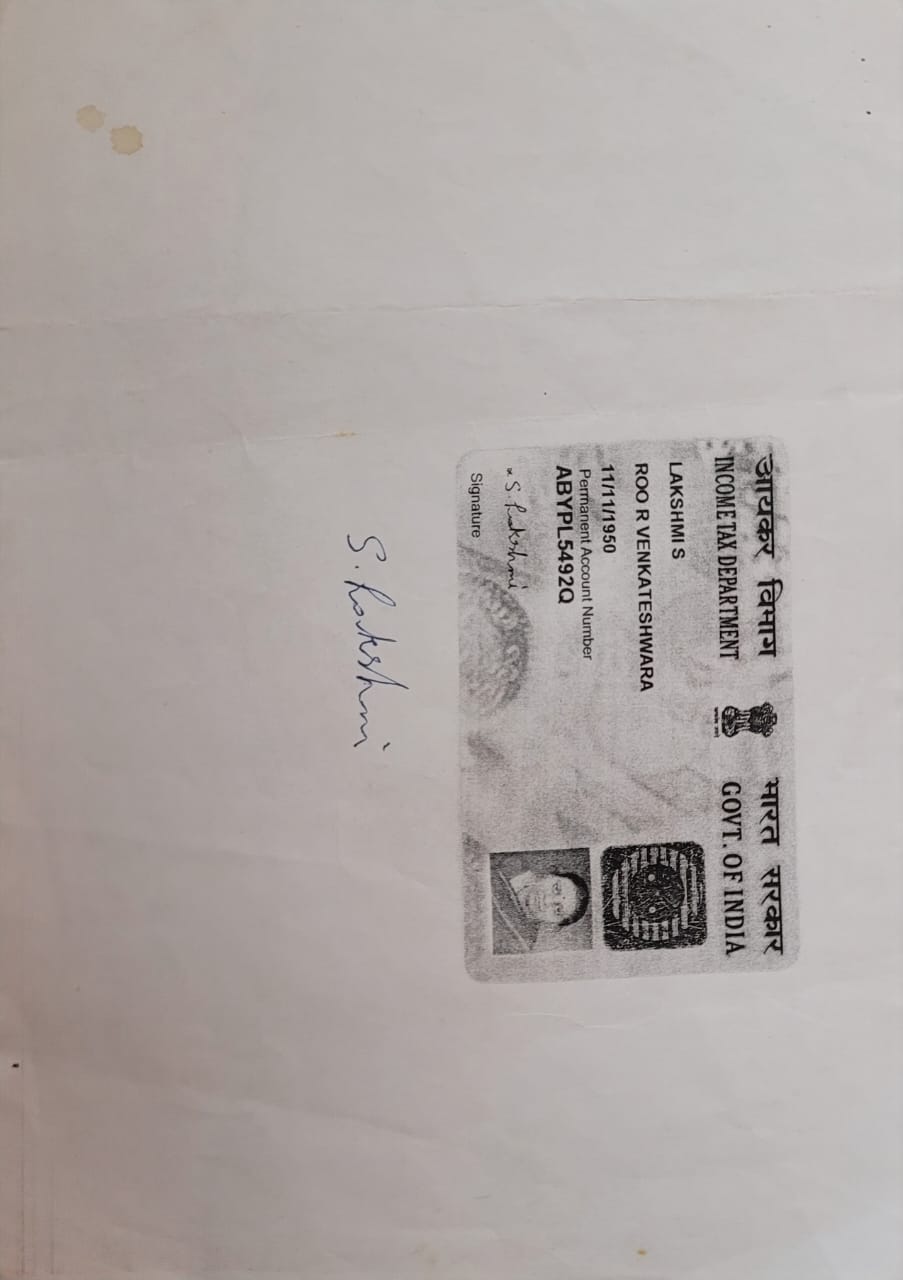 आयकर विभाग
INCOME TAX DEPARTMENT
भारत सरकार
GOVT. OF INDIA
LAKSHMI S
ROO R VENKATESHWARA
11/11/1950
Permanent Account Number
ABYPL5492Q
S. Lakshmi
Signature
S. Lakshmi